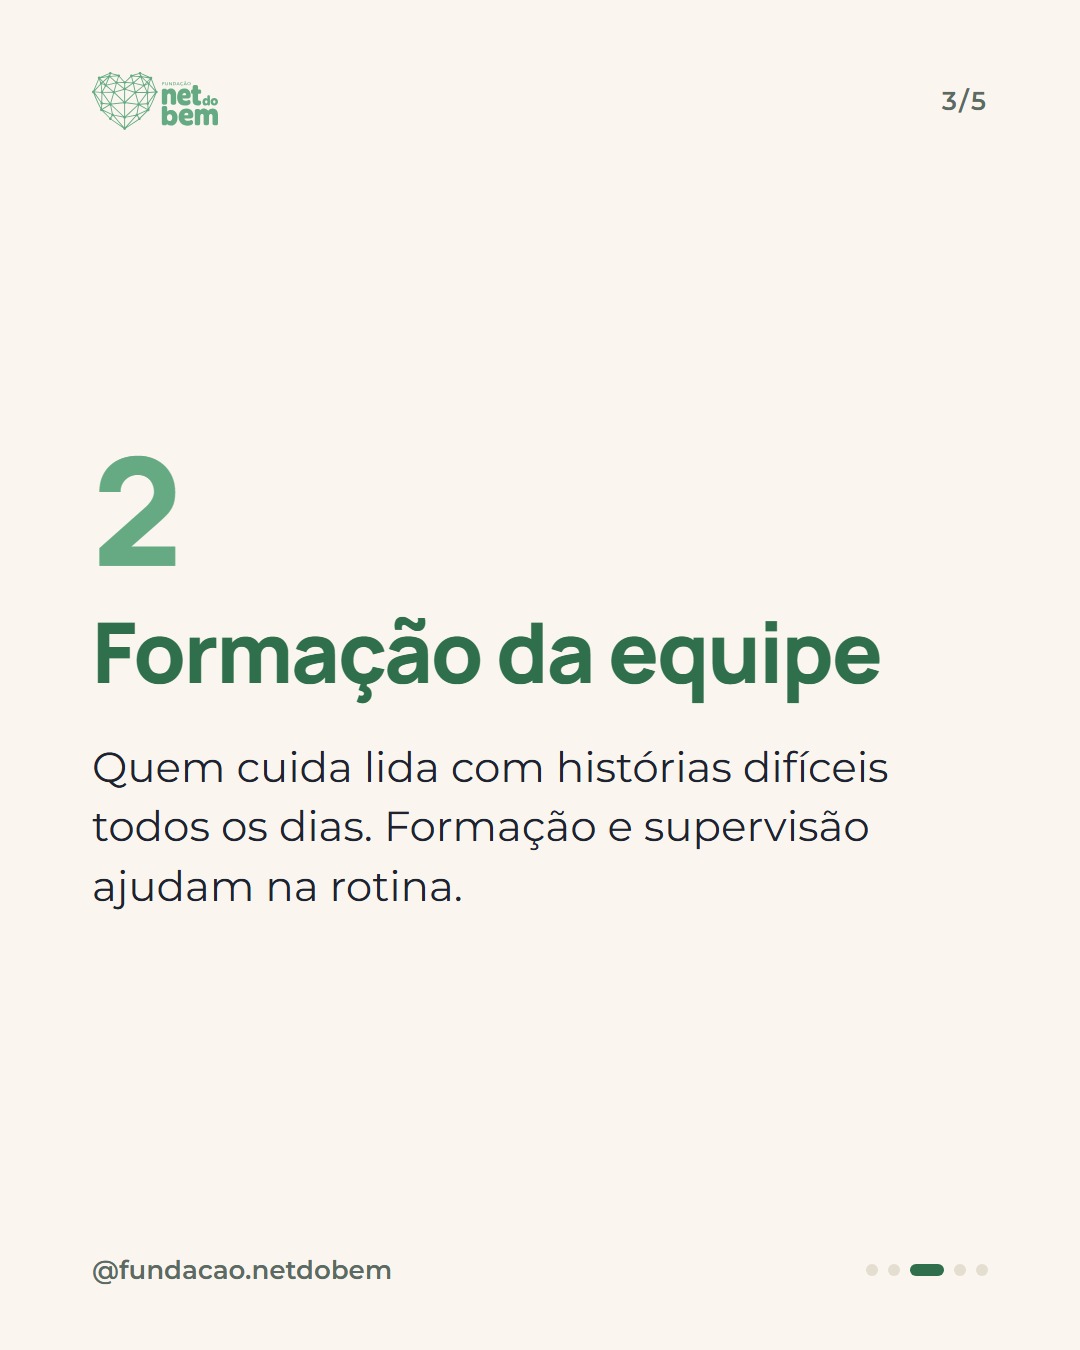 FUNDAÇÃO
net do
bem
3/5
2
Formação da equipe
Quem cuida lida com histórias difíceis
todos os dias. Formação e supervisão
ajudam na rotina.
@fundacao.netdobem